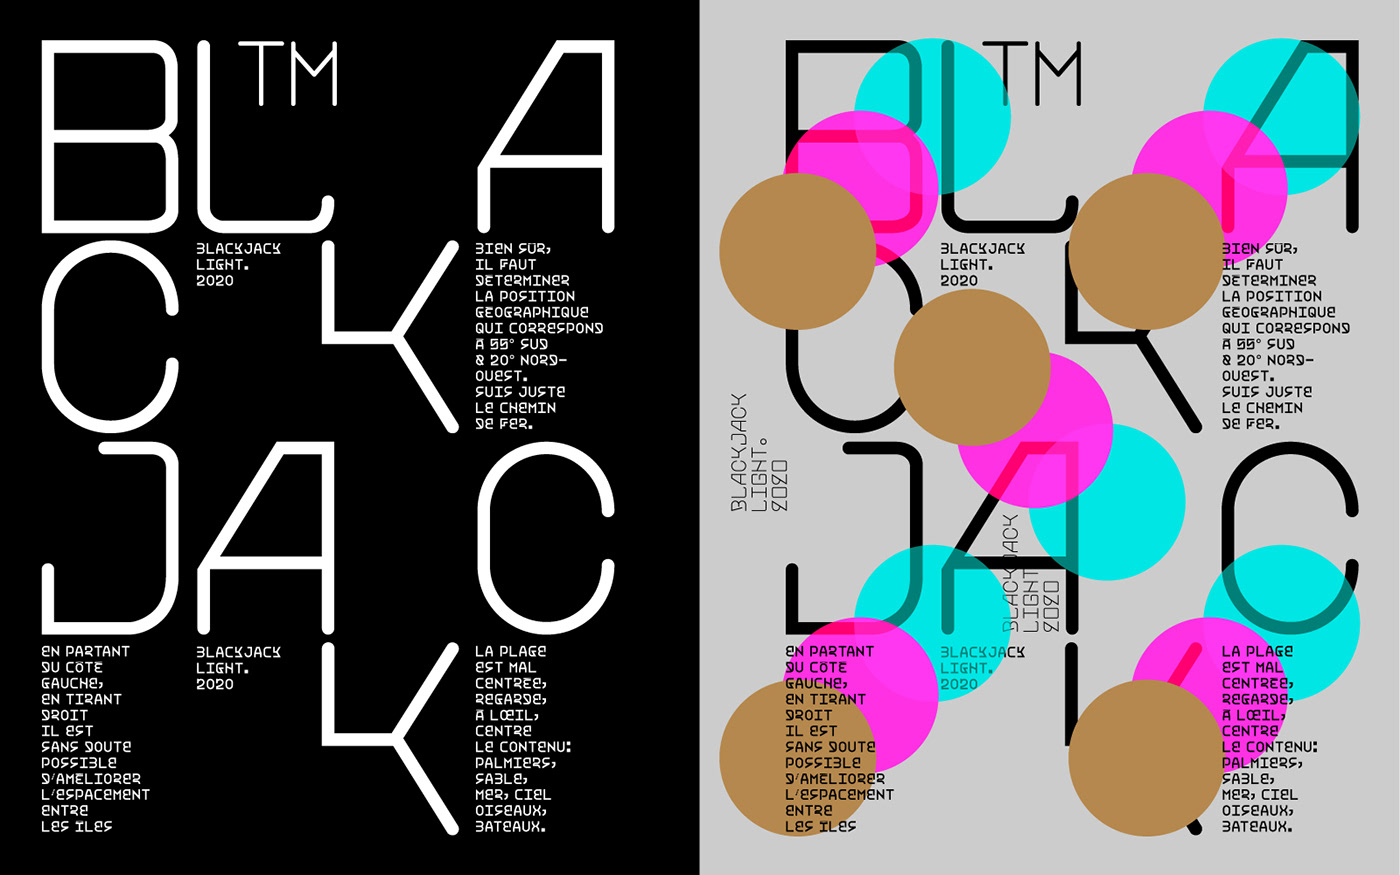 BL™ A
CK
BLACKJACK
LIGHT.
2020
BIEN SÛR,
IL FAUT
DETERMINER
LA POSITION
GEOGRAPHIQUE
QUI CORRESPOND
À 55° SUD
& 20° NORD-
OUEST.
SUIS JUSTE
LE CHEMIN
DE FER.
JAC
K
EN PARTANT
DU CÔTE
GAUCHE,
EN TIRANT
DROIT
IL EST
SANS DOUTE
POSSIBLE
D'AMELIORER
L'ESPACEMENT
ENTRE
LES ÎLES
BLACKJACK
LIGHT.
2020
LA PLAGE
EST MAL
CENTREE,
REGARDE,
À LŒIL,
CENTRE
LE CONTENU:
PALMIERS,
SABLE,
MER, CIEL
OISEAUX,
BATEAUX.
BL™ A
CK
BLACKJACK
LIGHT.
2020
BIEN SÛR,
IL FAUT
DETERMINER
LA POSITION
GEOGRAPHIQUE
QUI CORRESPOND
À 55° SUD
& 20° NORD-
OUEST.
SUIS JUSTE
LE CHEMIN
DE FER.
BLACKJACK
LIGHT.
2020
JAC
K
BLACKJACK
LIGHT.
2020
EN PARTANT
DU CÔTE
GAUCHE,
EN TIRANT
DROIT
IL EST
SANS DOUTE
POSSIBLE
D'AMELIORER
L'ESPACEMENT
ENTRE
LES ÎLES
BLACKJACK
LIGHT.
2020
LA PLAGE
EST MAL
CENTREE,
REGARDE,
À LŒIL,
CENTRE
LE CONTENU:
PALMIERS,
SABLE,
MER, CIEL
OISEAUX,
BATEAUX.